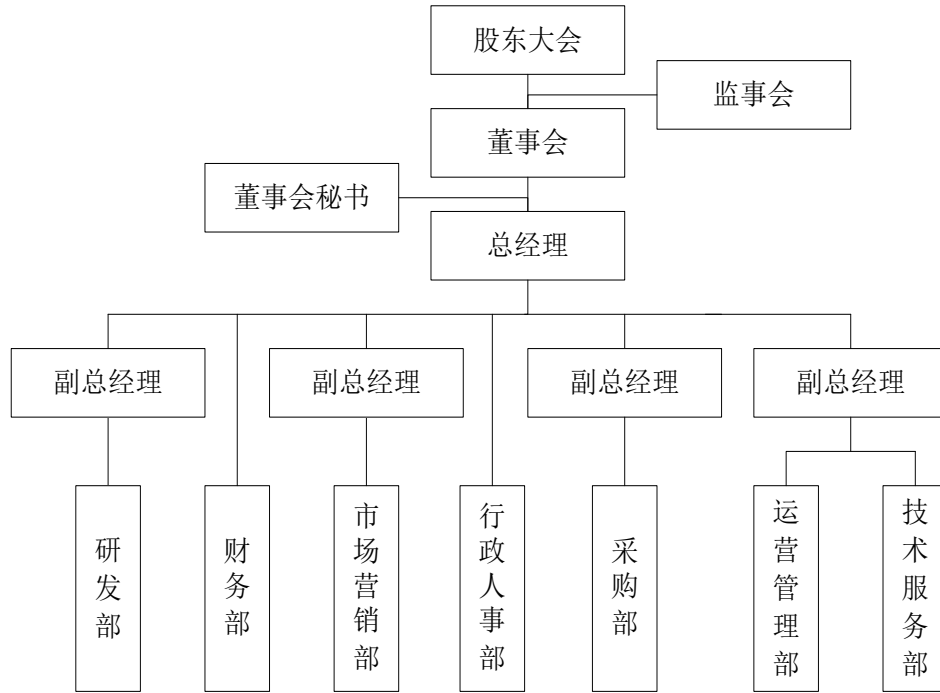 股东大会
监事会
董事会
董事会秘书
总经理
副总经理
副总经理
副总经理
副总经理
研发部
财务部
市场营销部
行政人事部
采购部
运营管理部
技术服务部